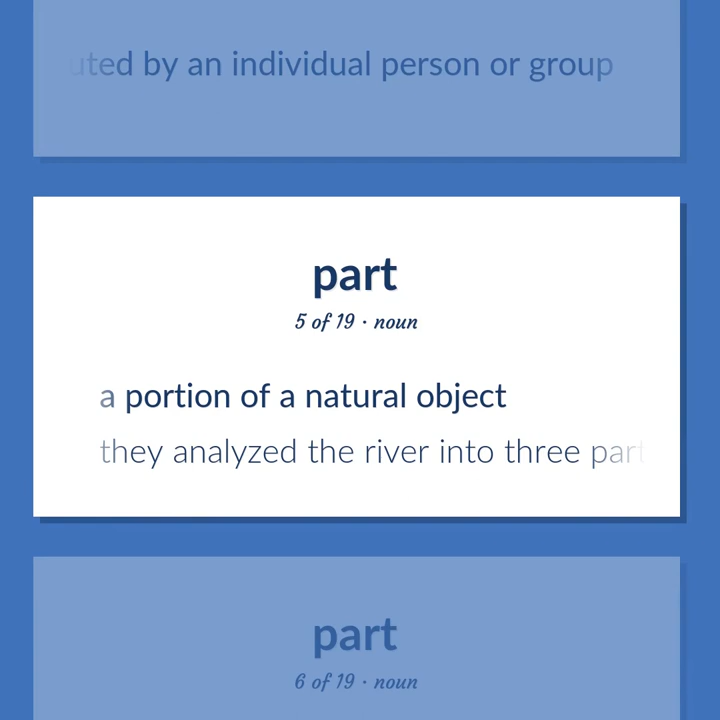 uted by an individual person or group
part
5 of 19 · noun
a portion of a natural object
they analyzed the river into three part
part
6 of 19 · noun